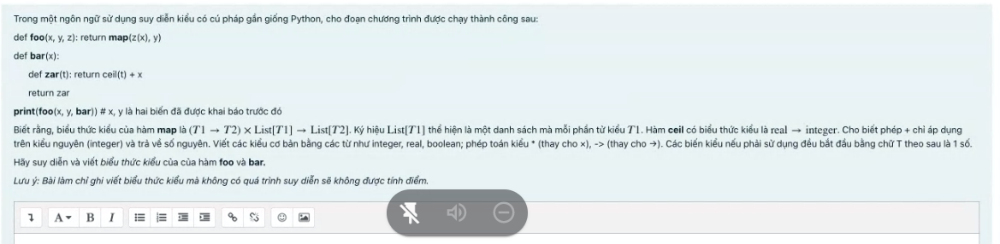 Trong một ngôn ngữ sử dụng suy diễn kiểu có cú pháp gần giống Python, cho đoạn chương trình được chạy thành công sau:
def foo(x, y, z): return map(z(x), y)
def bar(x):
def zar(t): return ceil(t) + x
return zar
print(foo(x, y, bar)) # x, y là hai biến đã được khai báo trước đó
Biết rằng, biểu thức kiểu của hàm map là (T1 → T2) × List[T1] → List[T2]. Ký hiệu List[T1] thể hiện là một danh sách mà mỗi phần tử kiểu T1. Hàm ceil có biểu thức kiểu là real → integer. Cho biết phép + chỉ áp dụng
trên kiểu nguyên (integer) và trả về số nguyên. Viết các kiểu cơ bản bằng các từ như integer, real, boolean; phép toán kiểu * (thay cho ×), -> (thay cho →). Các biến kiểu nếu phải sử dụng đều bắt đầu bằng chữ T theo sau là 1 số.
Hãy suy diễn và viết biểu thức kiểu của của hàm foo và bar.
Lưu ý: Bài làm chỉ ghi viết biểu thức kiểu mà không có quá trình suy diễn sẽ không được tính điểm.
A B I